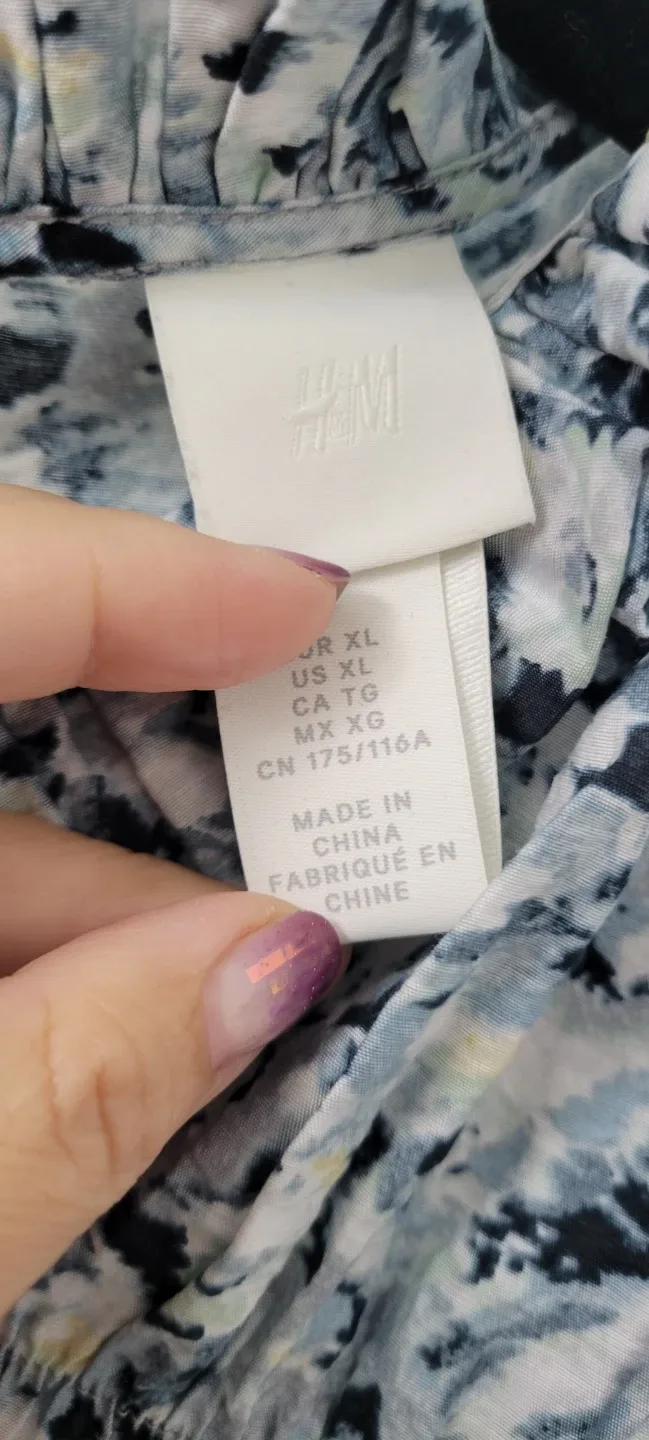 H&M
XL
US XL
CA TG
MX XG
CN 175/116A
MADE IN
CHINA
FABRIQUÉ EN
CHINE